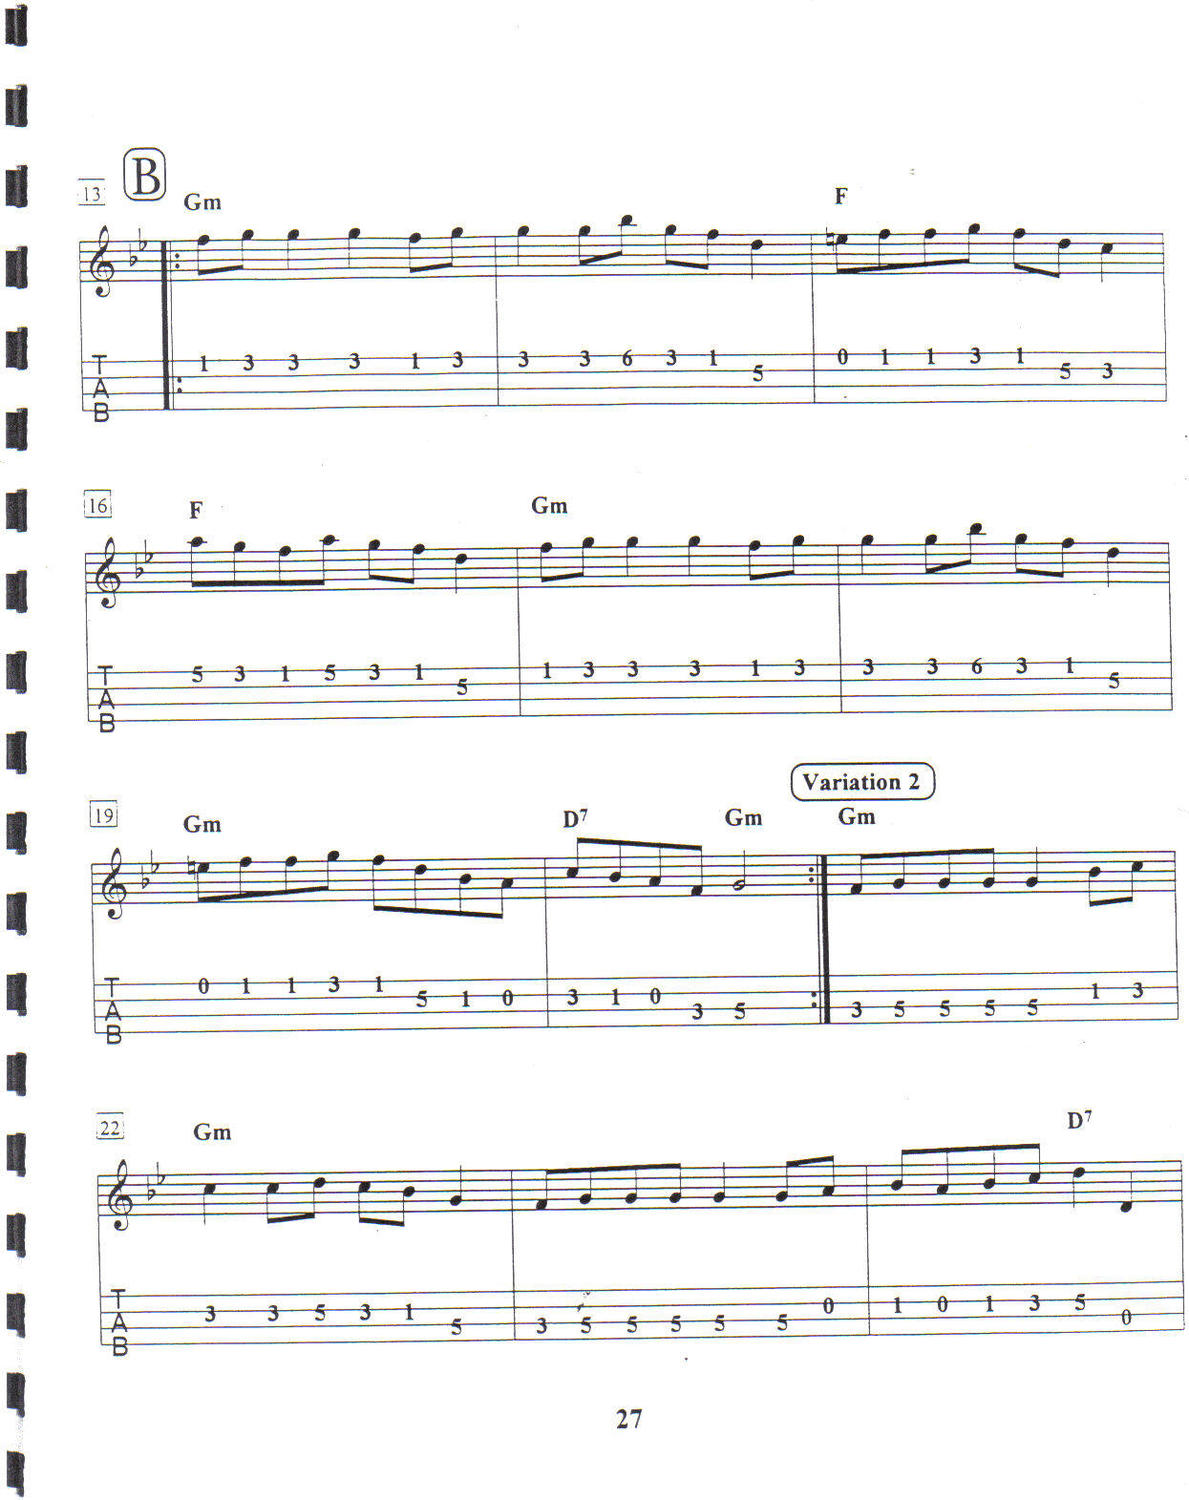 B
13
Gm F
T 1 3 3 3 1 3 3 3 6 3 1 5 0 1 1 3 1 5 3
A
B
16
F Gm
T 5 3 1 5 3 1 5 1 3 3 3 1 3 3 3 6 3 1 5
A
B
Variation 2
19
Gm D7 Gm Gm
T 0 1 1 3 1 5 1 0 3 1 0 3 5 3 5 5 5 5 1 3
A
B
22
Gm D7
T 3 3 5 3 1 5 3 5 5 5 5 5 0 1 0 1 3 5 0
A
B
27